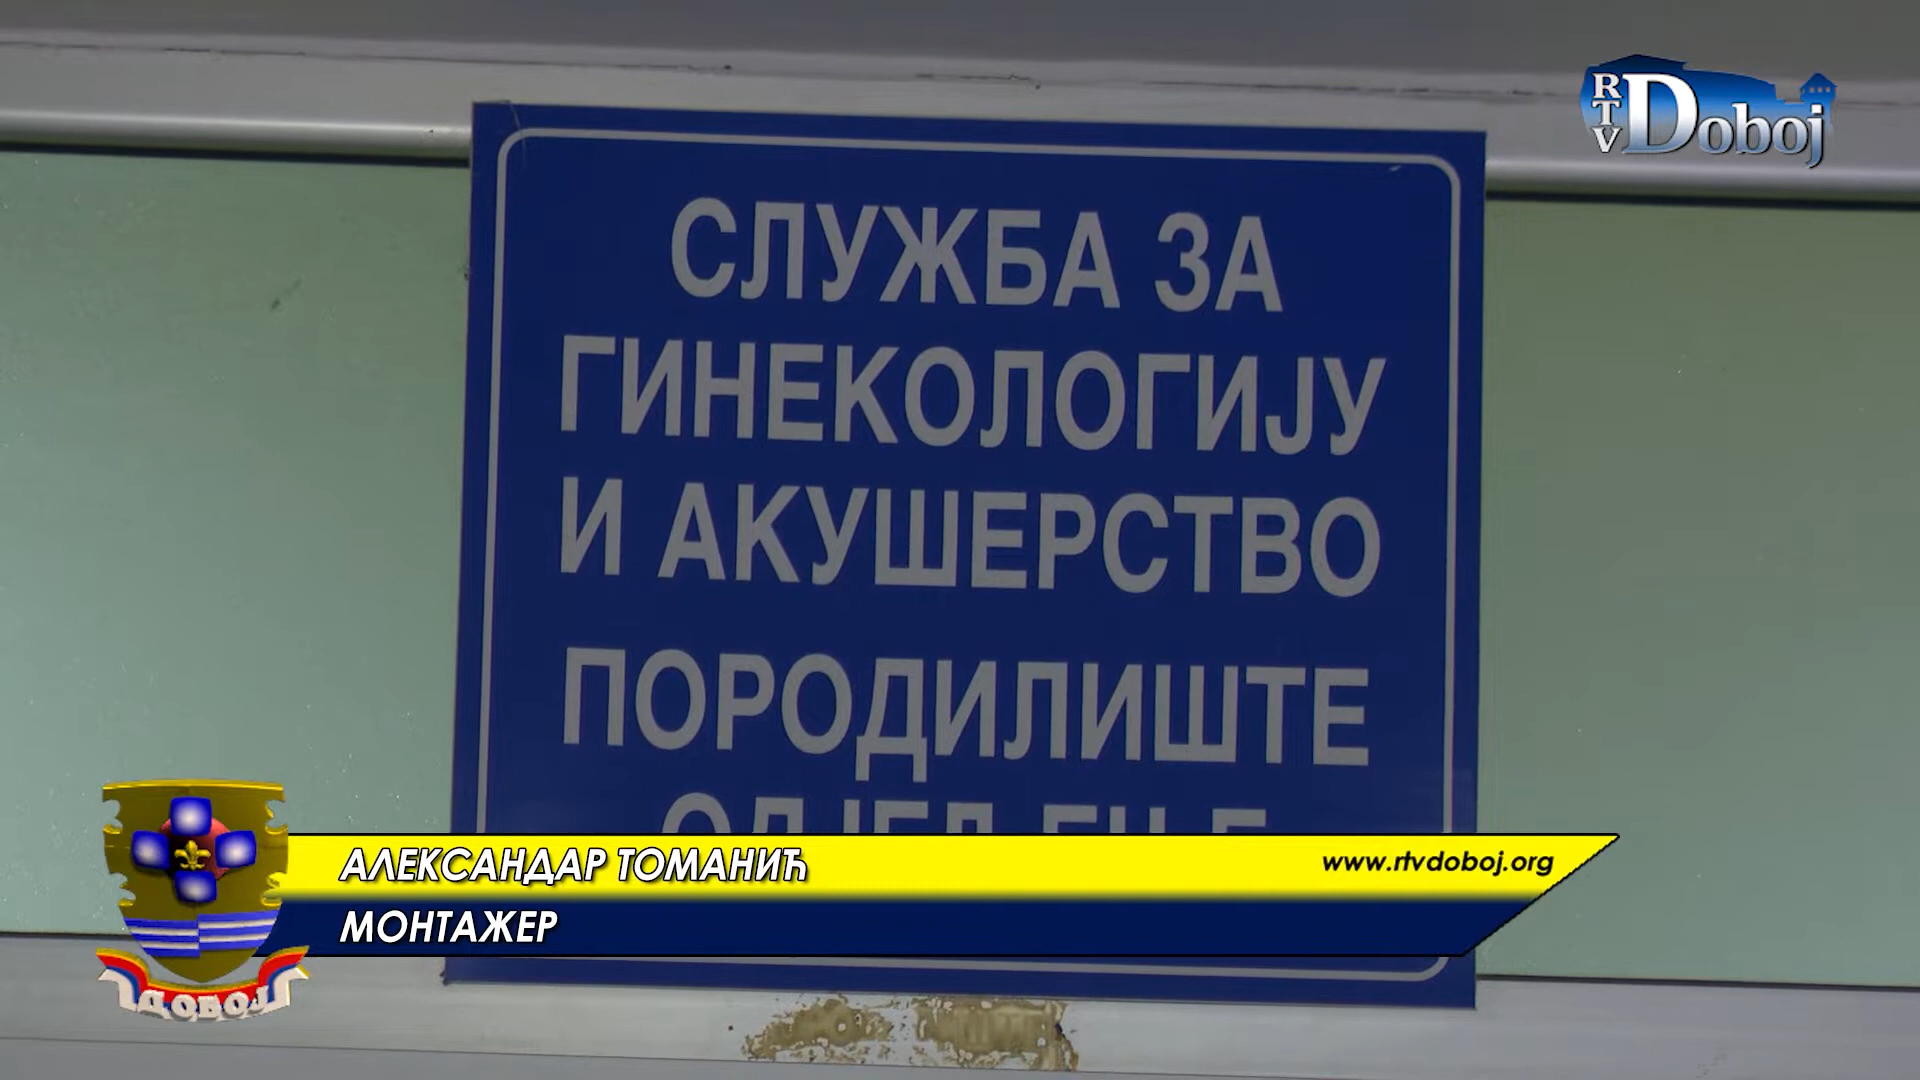 RTV Doboj
СЛУЖБА ЗА
ГИНЕКОЛОГИЈУ
И АКУШЕРСТВО
ПОРОДИЛИШТЕ
АЛЕКСАНДАР ТОМАНИЋ
www.rtvdoboj.org
МОНТАЖЕР
ДОБОЈ